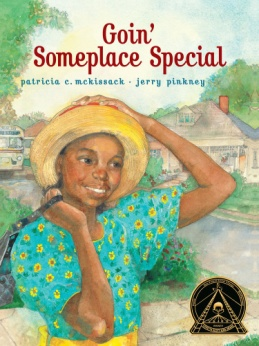 Goin'
Someplace Special
patricia c. mckissack • jerry pinkney